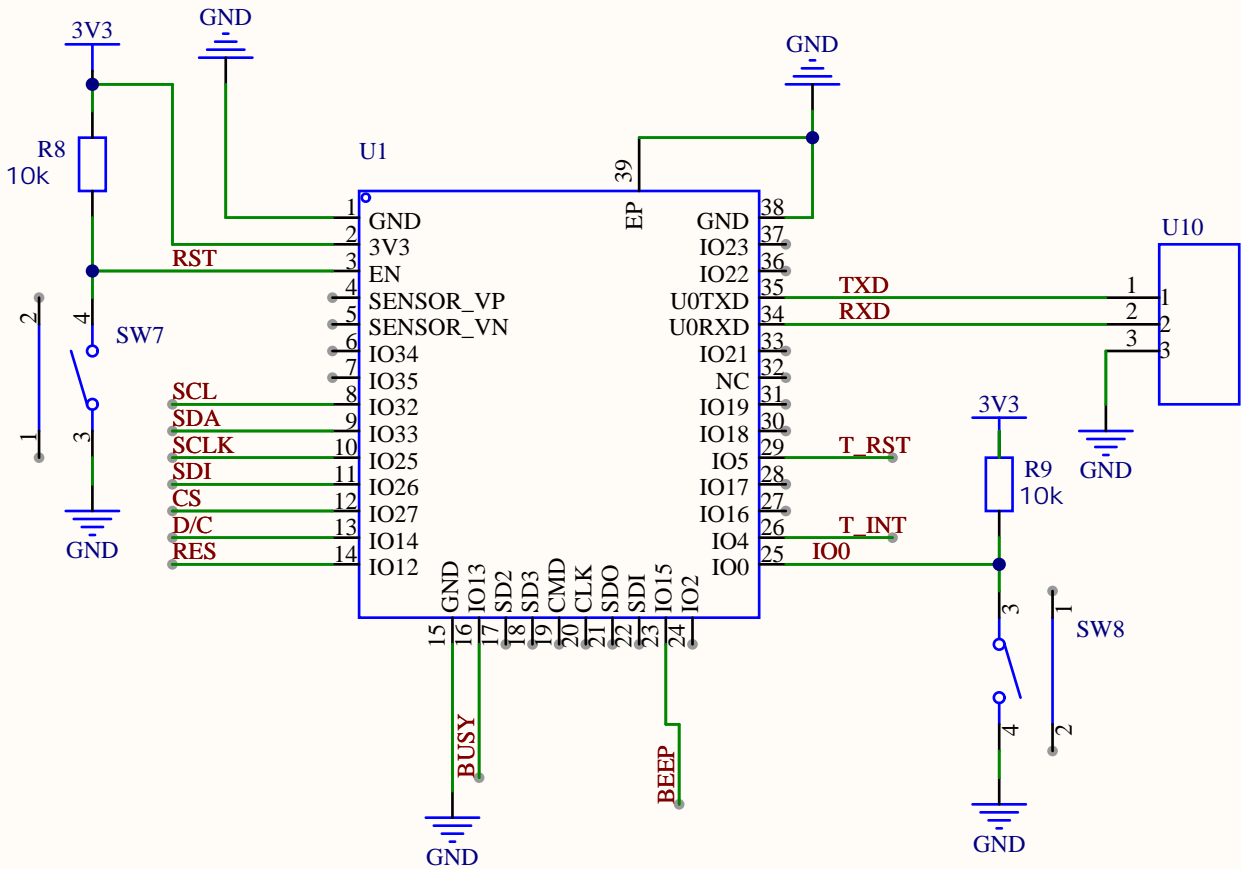 GND
3V3
GND
R8
10k
U1
39
EP
1
GND
2
3V3
RST
3
EN
4
SENSOR_VP
5
SENSOR_VN
6
IO34
7
IO35
SCL
8
IO32
SDA
9
IO33
SCLK
10
IO25
SDI
11
IO26
CS
12
IO27
D/C
13
IO14
RES
14
IO12
2
4
SW7
1
3
GND
GND
38
IO23
37
IO22
36
U0TXD
35
TXD
U0RXD
34
RXD
IO21
33
NC
32
IO19
31
IO18
30
IO5
29
T_RST
IO17
28
IO16
27
IO4
26
T_INT
IO0
25
IO0
U10
1
1
2
2
3
3
GND
3V3
R9
10k
3
1
SW8
4
2
GND
GND
IO13
SD2
SD3
CMD
CLK
SDO
SDI
IO15
IO2
15
16
17
18
19
20
21
22
23
24
BUSY
BEEP
GND